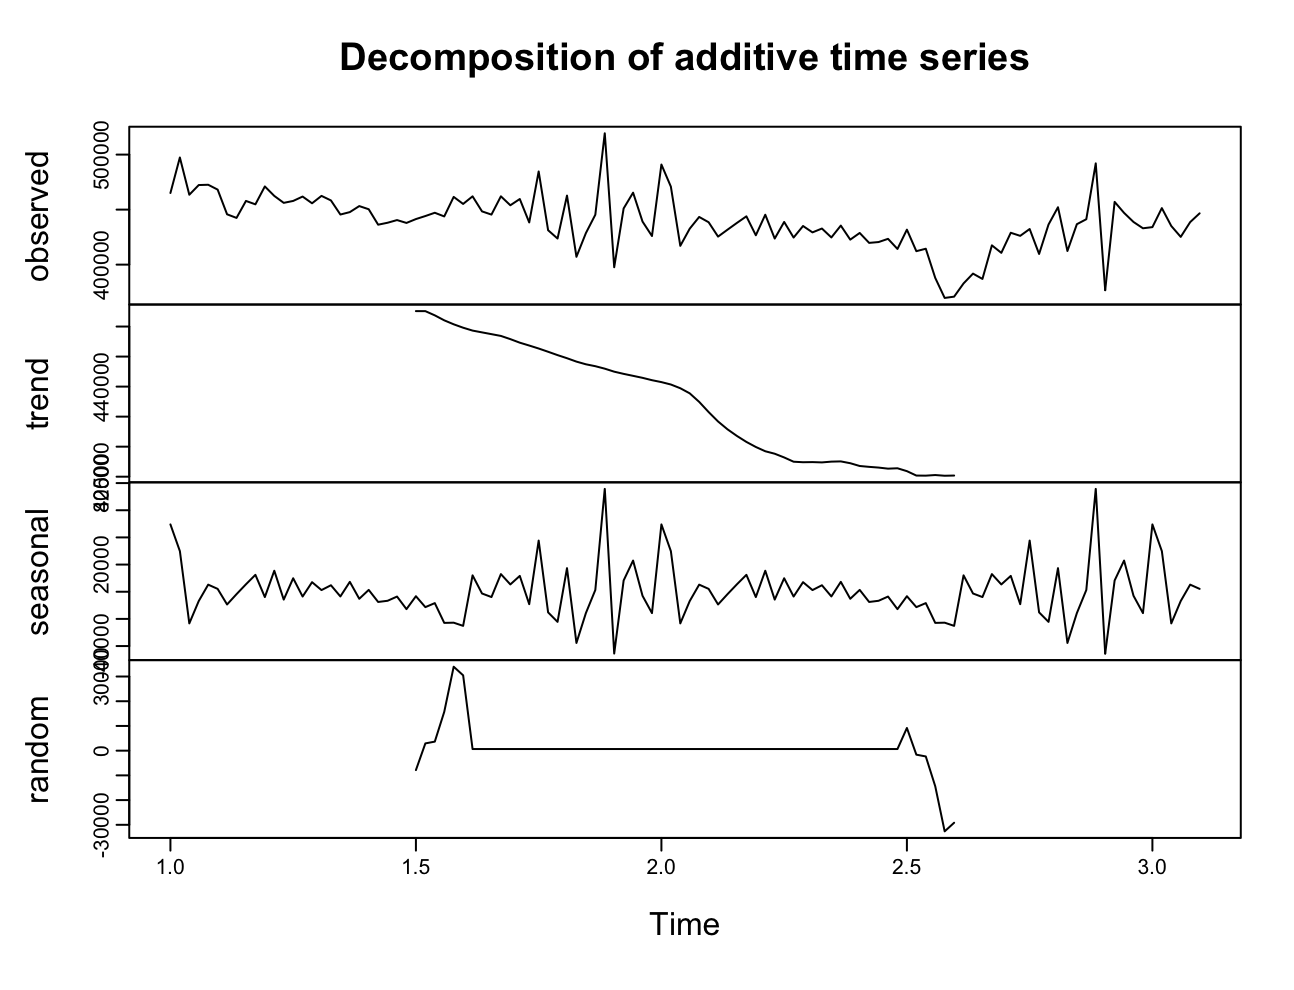 Decomposition of additive time series
observed
400000 500000
trend
440000
seasonal
20000
random
-30000 0
1.0 1.5 2.0 2.5 3.0
Time